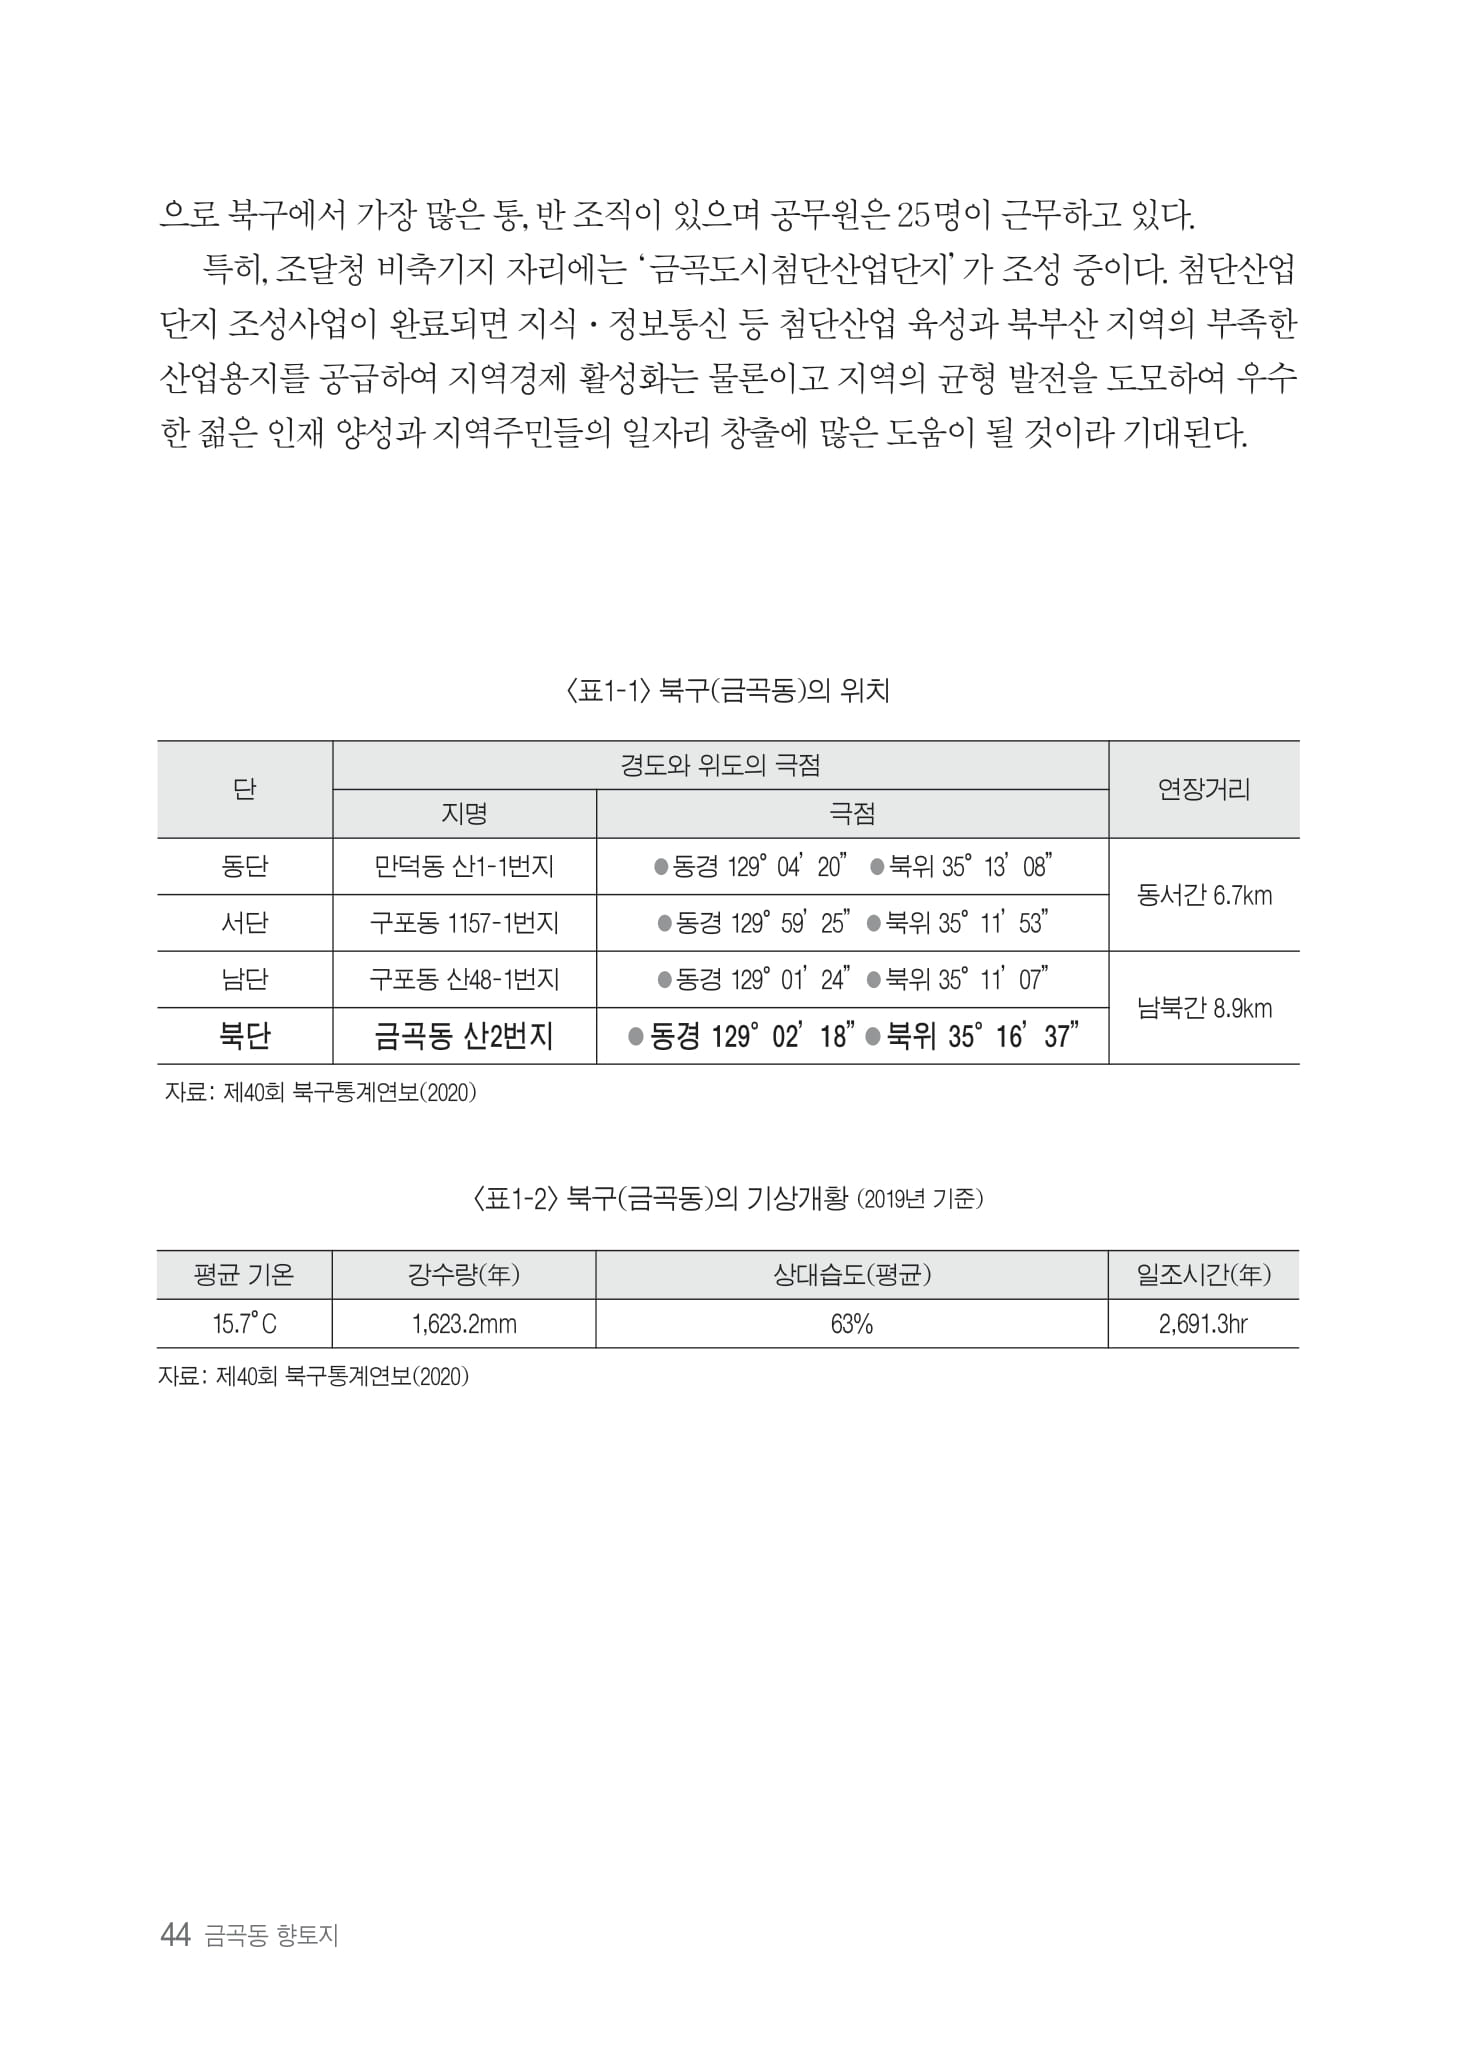 으로 북구에서 가장 많은 통, 반 조직이 있으며 공무원은 25명이 근무하고 있다.
특히, 조달청 비축기지 자리에는 ‘금곡도시첨단산업단지’가 조성 중이다. 첨단산업
단지 조성사업이 완료되면 지식·정보통신 등 첨단산업 육성과 북부산 지역의 부족한
산업용지를 공급하여 지역경제 활성화는 물론이고 지역의 균형 발전을 도모하여 우수
한 젊은 인재 양성과 지역주민들의 일자리 창출에 많은 도움이 될 것이라 기대된다.
〈표1-1〉 북구(금곡동)의 위치
단 경도와 위도의 극점 연장거리
지명 극점
동단 만덕동 산1-1번지 ●동경 129° 04’ 20” ●북위 35° 13’ 08” 동서간 6.7km
서단 구포동 1157-1번지 ●동경 129° 59’ 25” ●북위 35° 11’ 53”
남단 구포동 산48-1번지 ●동경 129° 01’ 24” ●북위 35° 11’ 07” 남북간 8.9km
북단 금곡동 산2번지 ●동경 129° 02’ 18” ●북위 35° 16’ 37”
자료: 제40회 북구통계연보(2020)
〈표1-2〉 북구(금곡동)의 기상개황 (2019년 기준)
평균 기온 강수량(年) 상대습도(평균) 일조시간(年)
15.7°C 1,623.2mm 63% 2,691.3hr
자료: 제40회 북구통계연보(2020)
44 금곡동 향토지